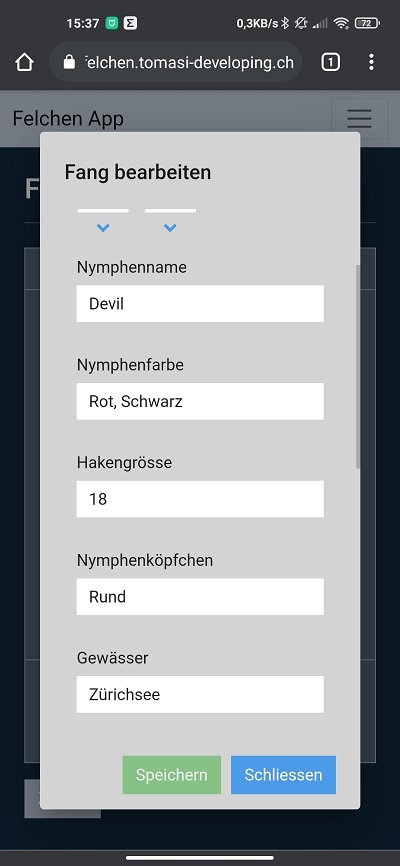 15:37
0,3KB/s
72
felchen.tomasi-developing.ch
1
Felchen App
F
Fang bearbeiten
Nymphenname
Devil
Nymphenfarbe
Rot, Schwarz
Hakengrösse
18
Nymphenköpfchen
Rund
Gewässer
Zürichsee
Speichern
Schliessen